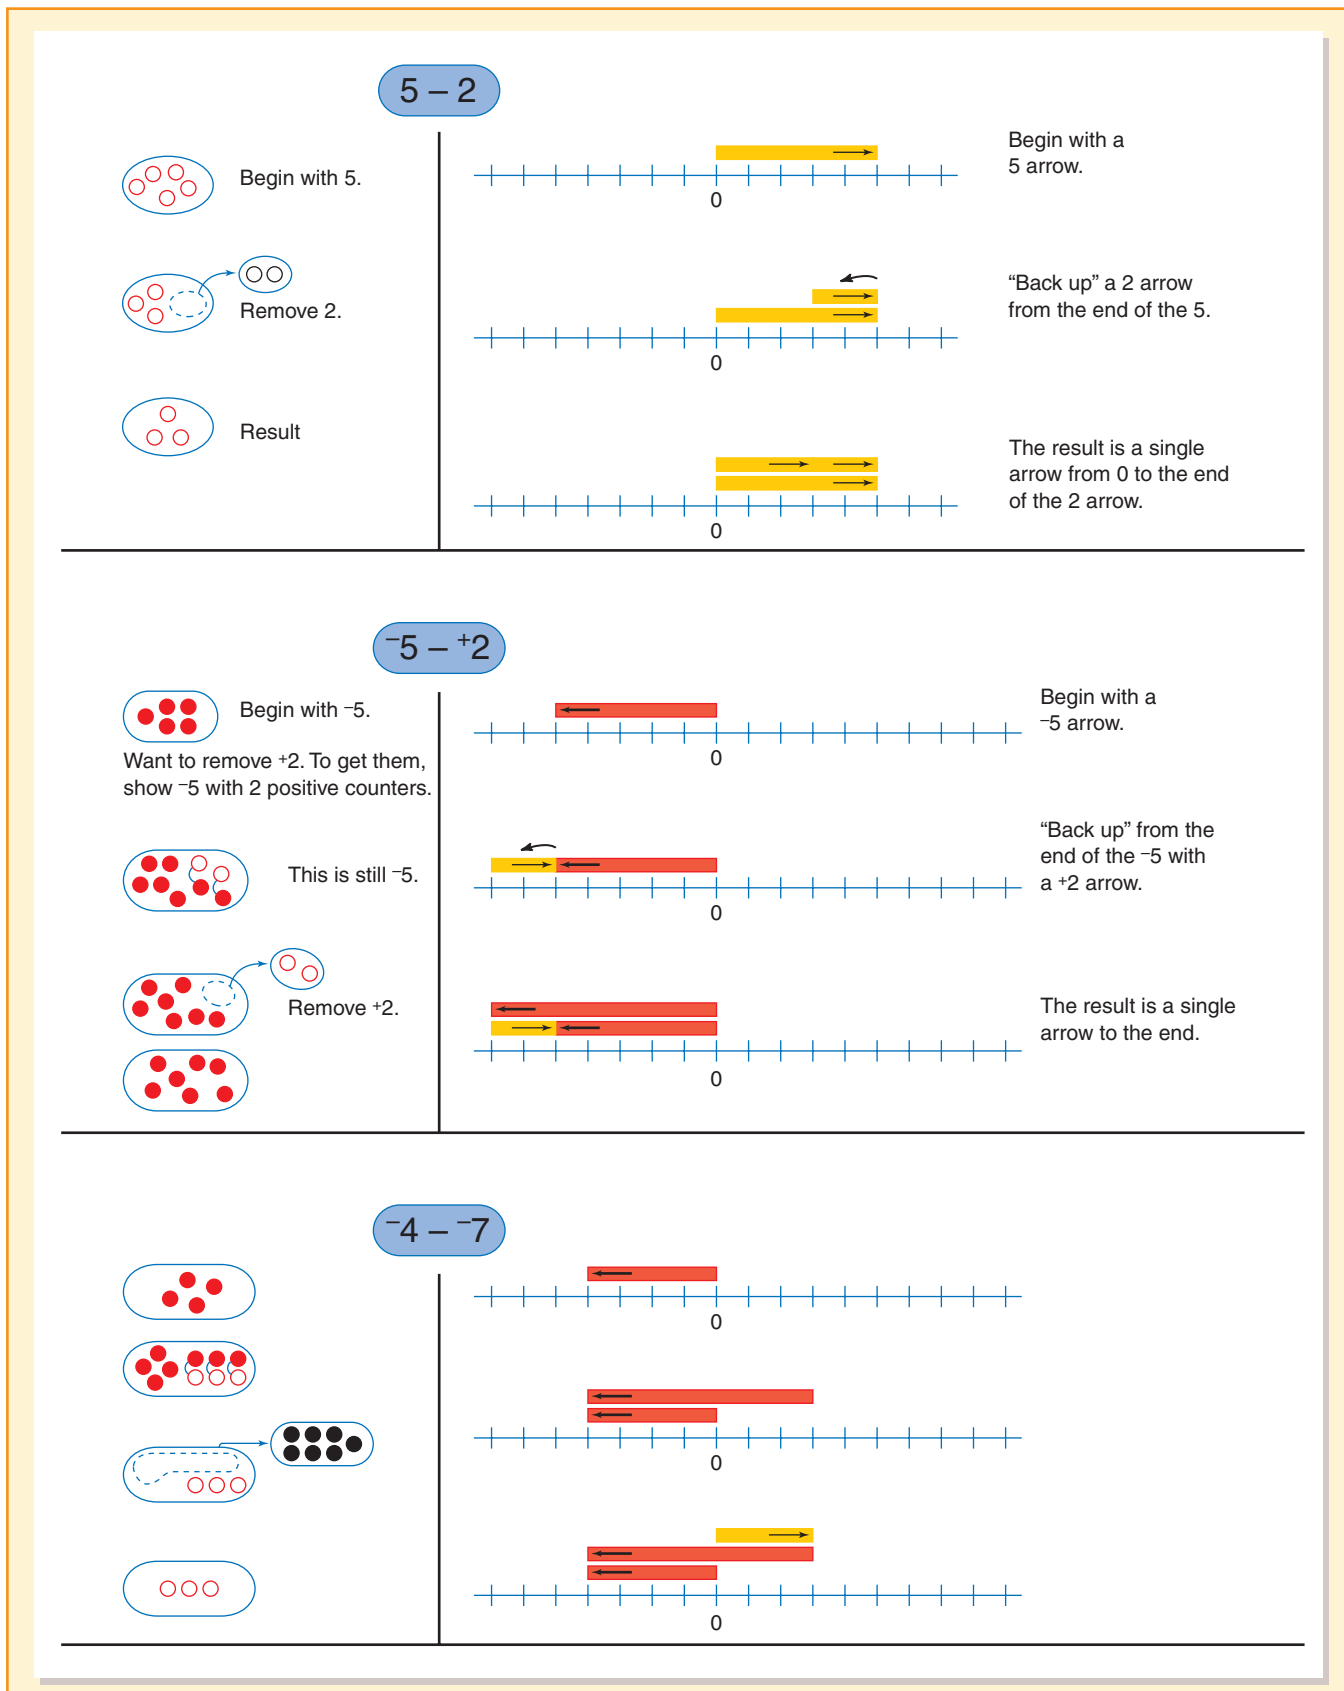 5 – 2
Begin with 5.
0
Begin with a
5 arrow.
Remove 2.
0
“Back up” a 2 arrow
from the end of the 5.
Result
0
The result is a single
arrow from 0 to the end
of the 2 arrow.
⁻5 – ⁺2
Begin with ⁻5.
Want to remove ⁺2. To get them,
show ⁻5 with 2 positive counters.
0
Begin with a
⁻5 arrow.
This is still ⁻5.
0
“Back up” from the
end of the ⁻5 with
a ⁺2 arrow.
Remove ⁺2.
0
The result is a single
arrow to the end.
⁻4 – ⁻7
0
0
0